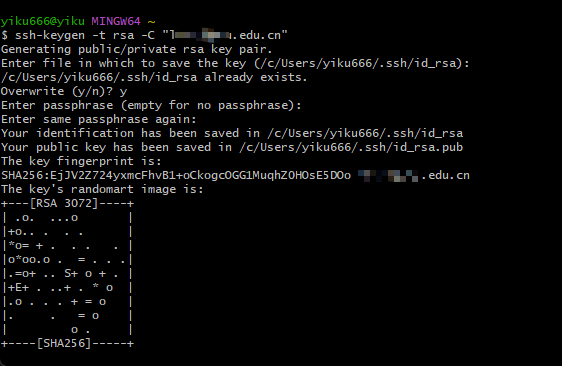 yiku666@yiku MINGW64 ~
$ ssh-keygen -t rsa -C ".edu.cn"
Generating public/private rsa key pair.
Enter file in which to save the key (/c/Users/yiku666/.ssh/id_rsa):
/c/Users/yiku666/.ssh/id_rsa already exists.
Overwrite (y/n)? y
Enter passphrase (empty for no passphrase):
Enter same passphrase again:
Your identification has been saved in /c/Users/yiku666/.ssh/id_rsa
Your public key has been saved in /c/Users/yiku666/.ssh/id_rsa.pub
The key fingerprint is:
SHA256:EjJV2Z724yxmcFhvB1+oCkogcOGG1MuqhZ0HOsE5DOo .edu.cn
The key's randomart image is:
+---[RSA 3072]----+
| .o.  ...o       |
|+o.. .  . .      |
|*o= + .  . .   . |
|o*oo.o .  = . . .|
|.=o+ .. S+ o + . |
|+E+ . ..+ . * o  |
|.o . . . + = o   |
|.      .   = o   |
|          o .    |
+----[SHA256]-----+